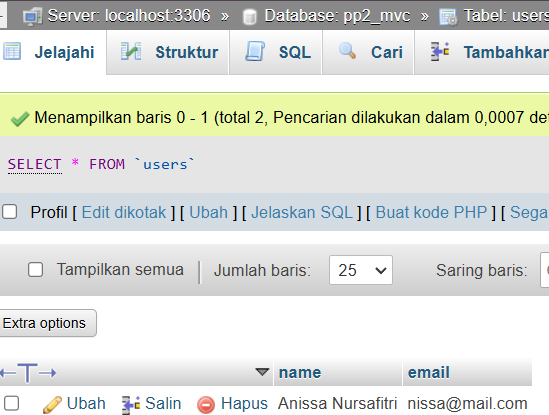 Server: localhost:3306 » Database: pp2_mvc » Tabel: users
Jelajahi Struktur SQL Cari Tambahkan
Menampilkan baris 0 - 1 (total 2, Pencarian dilakukan dalam 0,0007 det
SELECT * FROM `users`
Profil [ Edit dikotak ] [ Ubah ] [ Jelaskan SQL ] [ Buat kode PHP ] [ Sega
Tampilkan semua Jumlah baris: 25 Saring baris:
Extra options
←T→ name email
Ubah Salin Hapus Anissa Nursafitri nissa@mail.com